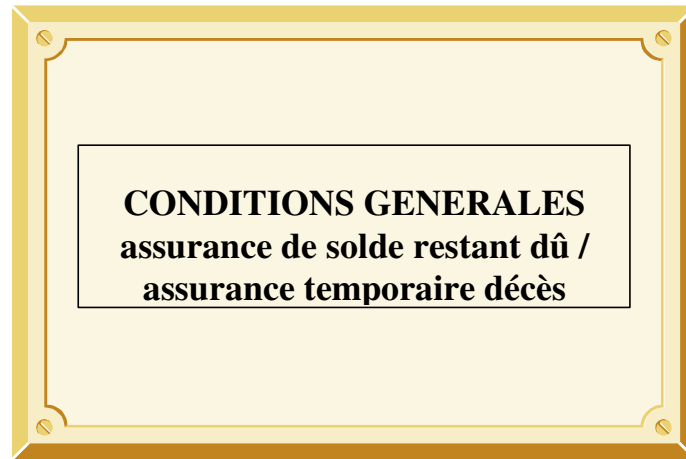 CONDITIONS GENERALES
assurance de solde restant dû /
assurance temporaire décès